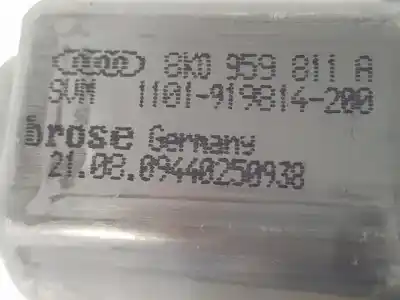 8K0 959 811 A
SVM 1101-919814-200
brose Germany
21.08.09440250938